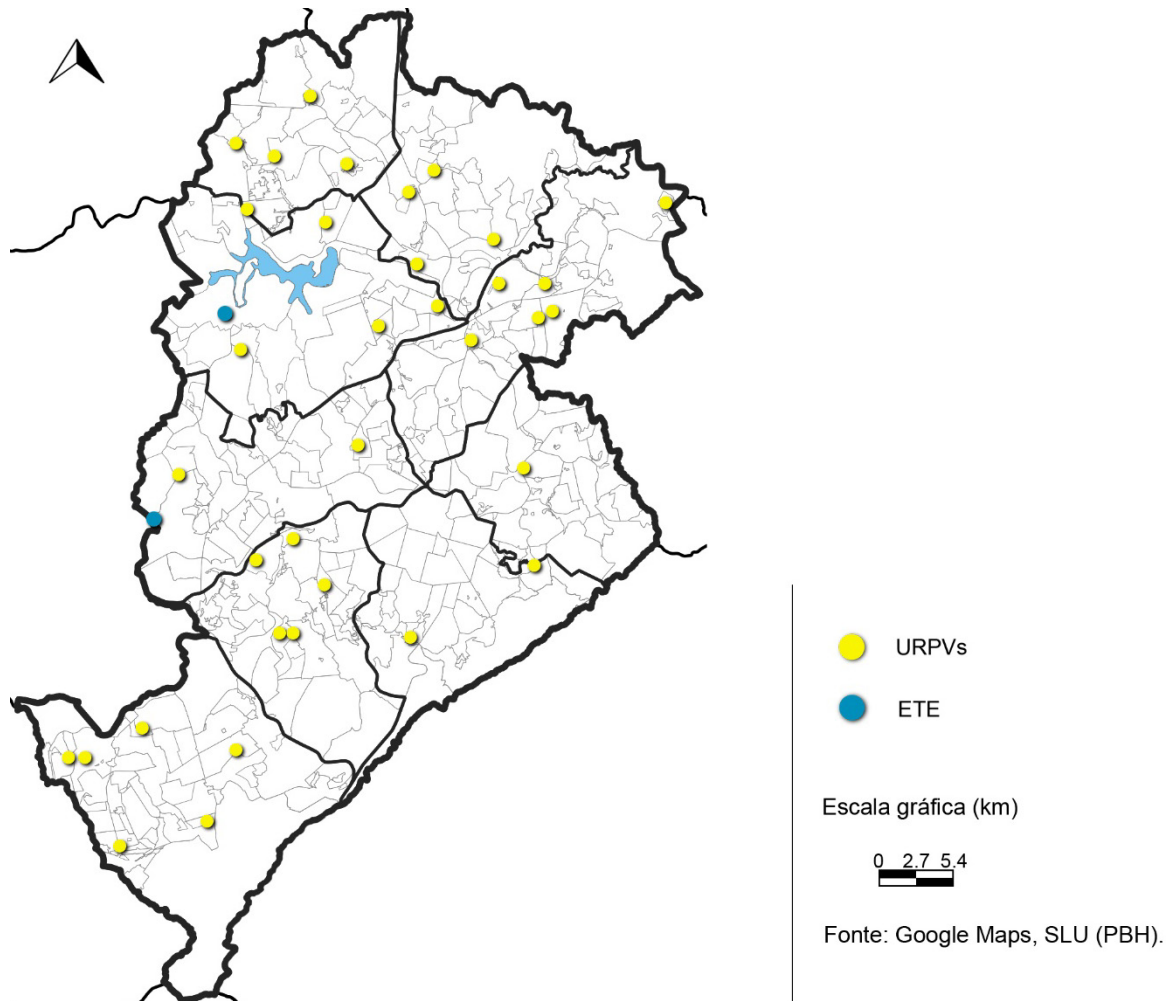 URPVs
ETE
Escala gráfica (km)
0 2.7 5.4
Fonte: Google Maps, SLU (PBH).